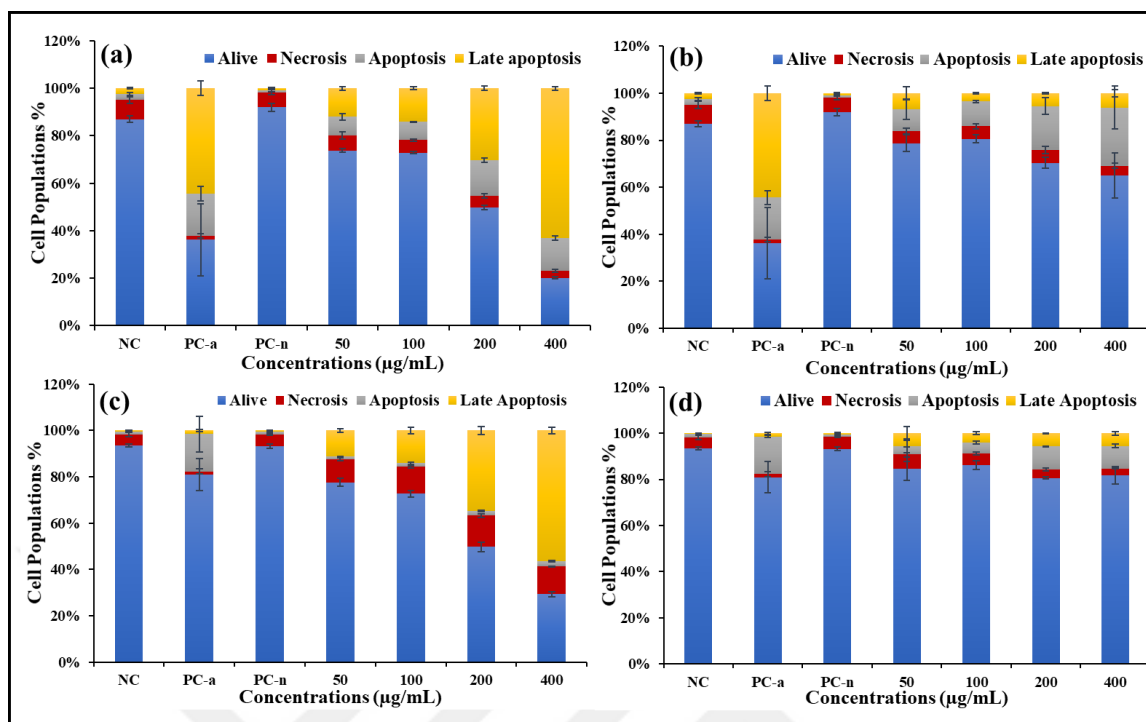 (a)
Alive Necrosis Apoptosis Late apoptosis
120%
100%
80%
60%
40%
20%
0%
Cell Populations %
NC PC-a PC-n 50 100 200 400
Concentrations (µg/mL)
(b)
Alive Necrosis Apoptosis Late apoptosis
120%
100%
80%
60%
40%
20%
0%
Cell Populations %
NC PC-a PC-n 50 100 200 400
Concentrations (µg/mL)
(c)
Alive Necrosis Apoptosis Late Apoptosis
120%
100%
80%
60%
40%
20%
0%
Cell Populations %
NC PC-a PC-n 50 100 200 400
Concentrations (µg/mL)
(d)
Alive Necrosis Apoptosis Late Apoptosis
120%
100%
80%
60%
40%
20%
0%
Cell Populations %
NC PC-a PC-n 50 100 200 400
Concentrations (µg/mL)